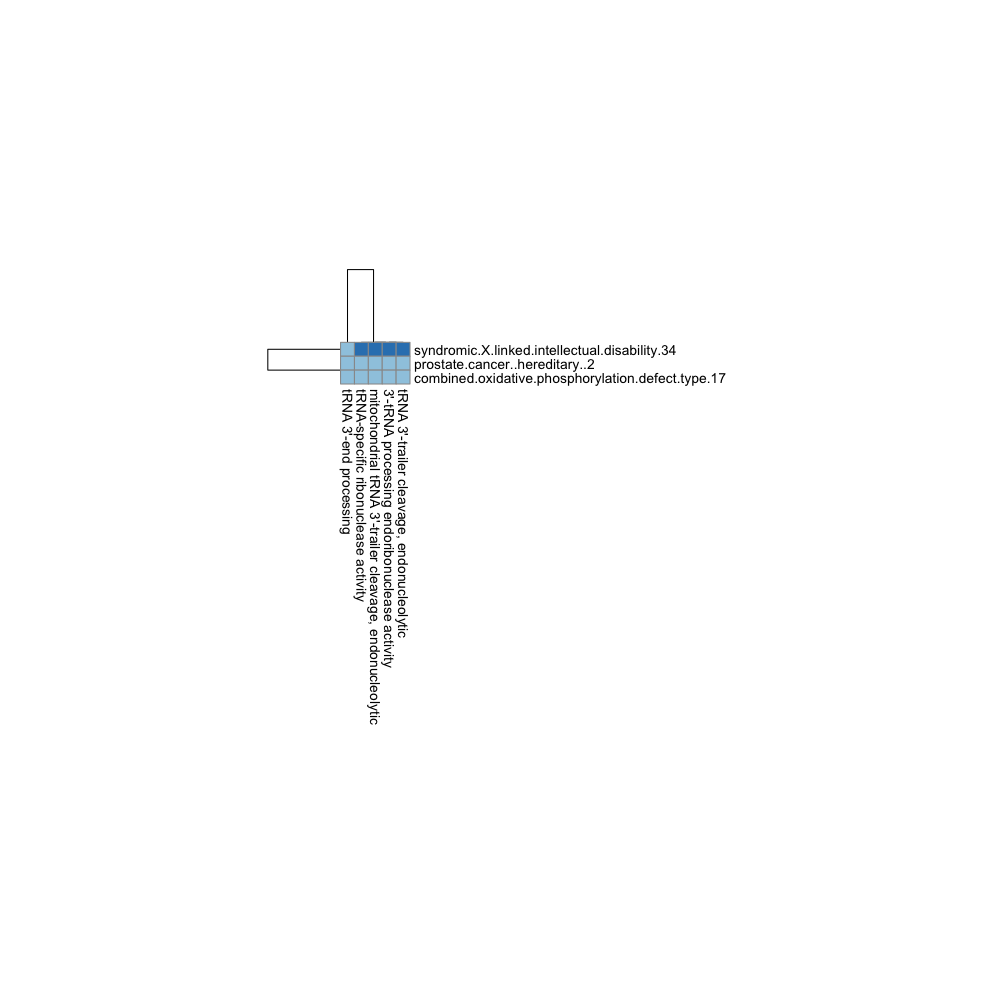 syndromic.X.linked.intellectual.disability.34
prostate.cancer..hereditary..2
combined.oxidative.phosphorylation.defect.type.17
tRNA 3'-end processing
tRNA-specific ribonuclease activity
mitochondrial tRNA 3'-trailer cleavage, endonucleolytic
3'-tRNA processing endoribonuclease activity
tRNA 3'-trailer cleavage, endonucleolytic